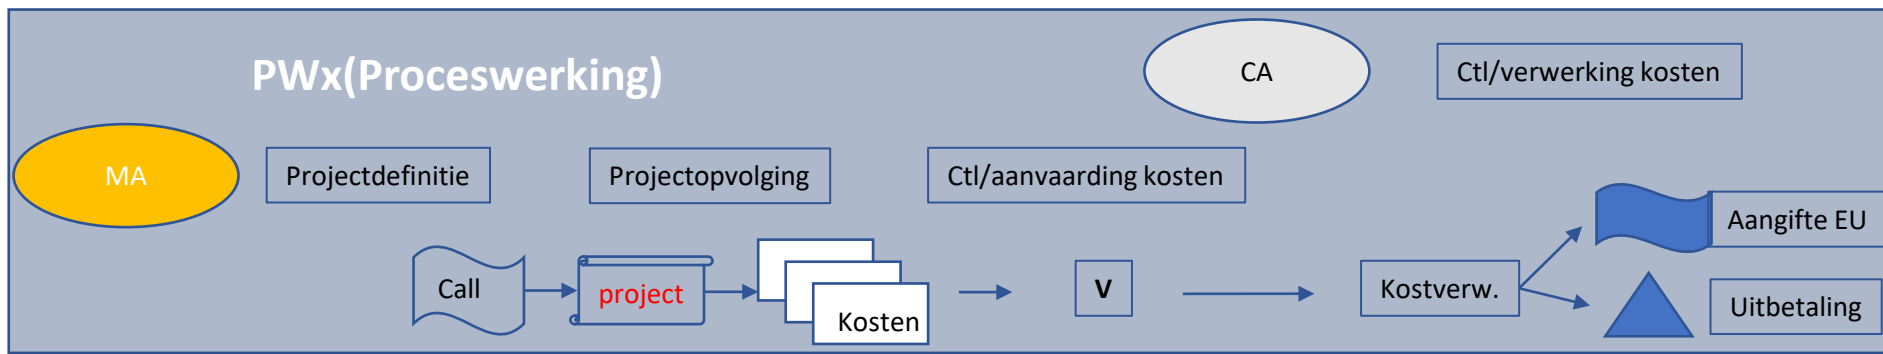 PWx(Proceswerking)
CA
Ctl/verwerking kosten
MA
Projectdefinitie
Projectopvolging
Ctl/aanvaarding kosten
Aangifte EU
Call
project
Kosten
V
Kostverw.
Uitbetaling